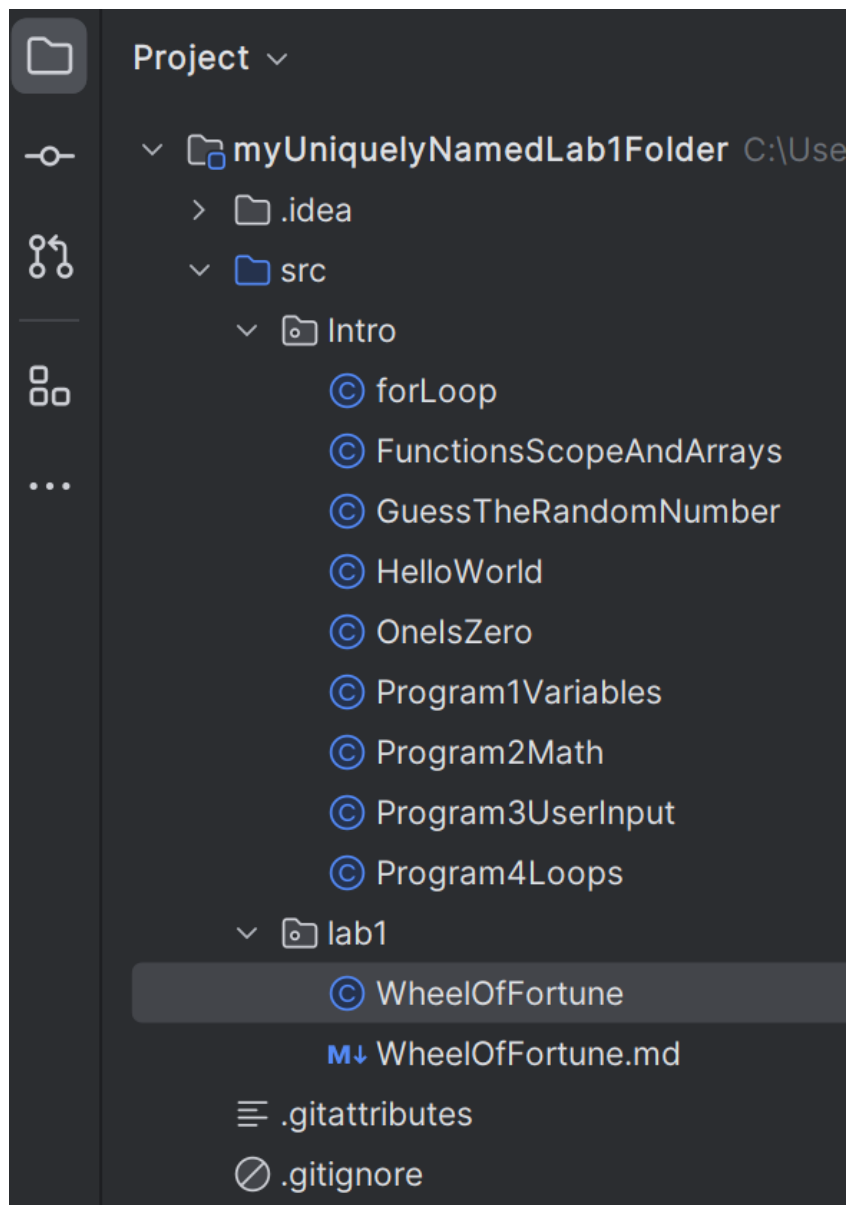 Project
myUniquelyNamedLab1Folder C:\Use
.idea
src
Intro
forLoop
FunctionsScopeAndArrays
GuessTheRandomNumber
HelloWorld
OneIsZero
Program1Variables
Program2Math
Program3UserInput
Program4Loops
lab1
WheelOfFortune
M↓ WheelOfFortune.md
.gitattributes
.gitignore